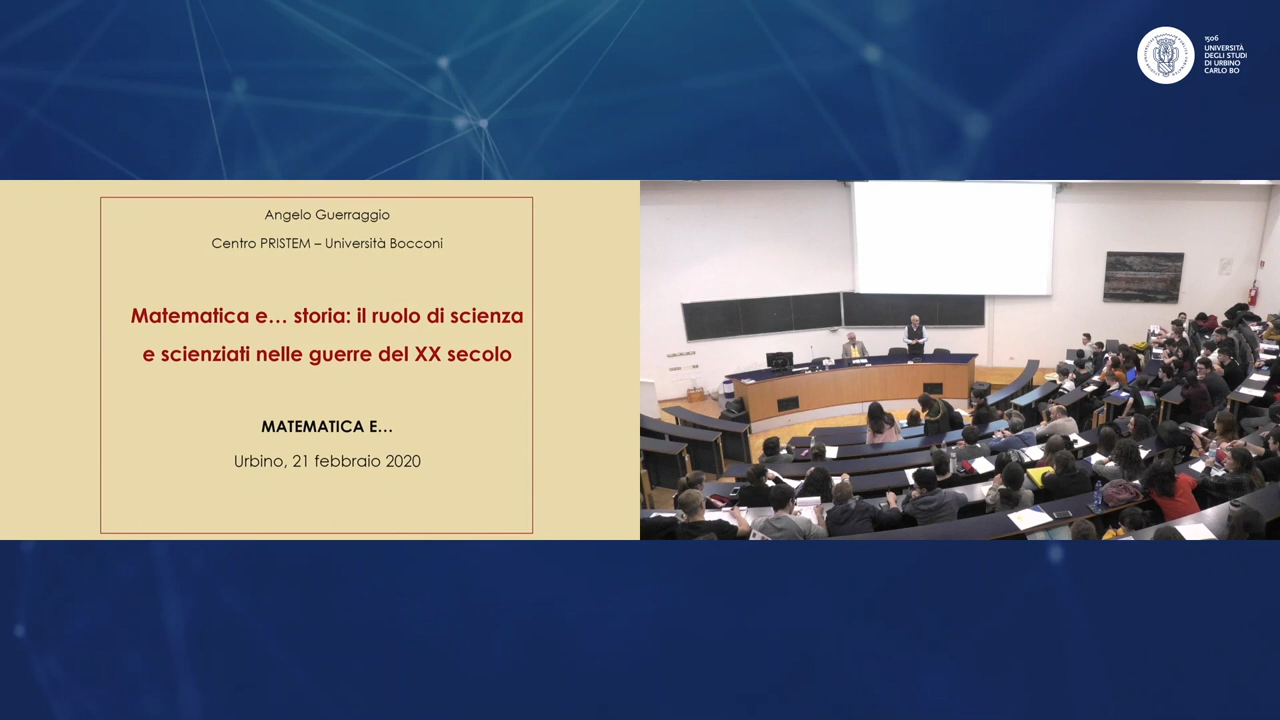 1506
UNIVERSITÀ
DEGLI STUDI
DI URBINO
CARLO BO
Angelo Guerraggio
Centro PRISTEM – Università Bocconi
Matematica e… storia: il ruolo di scienza
e scienziati nelle guerre del XX secolo
MATEMATICA E…
Urbino, 21 febbraio 2020